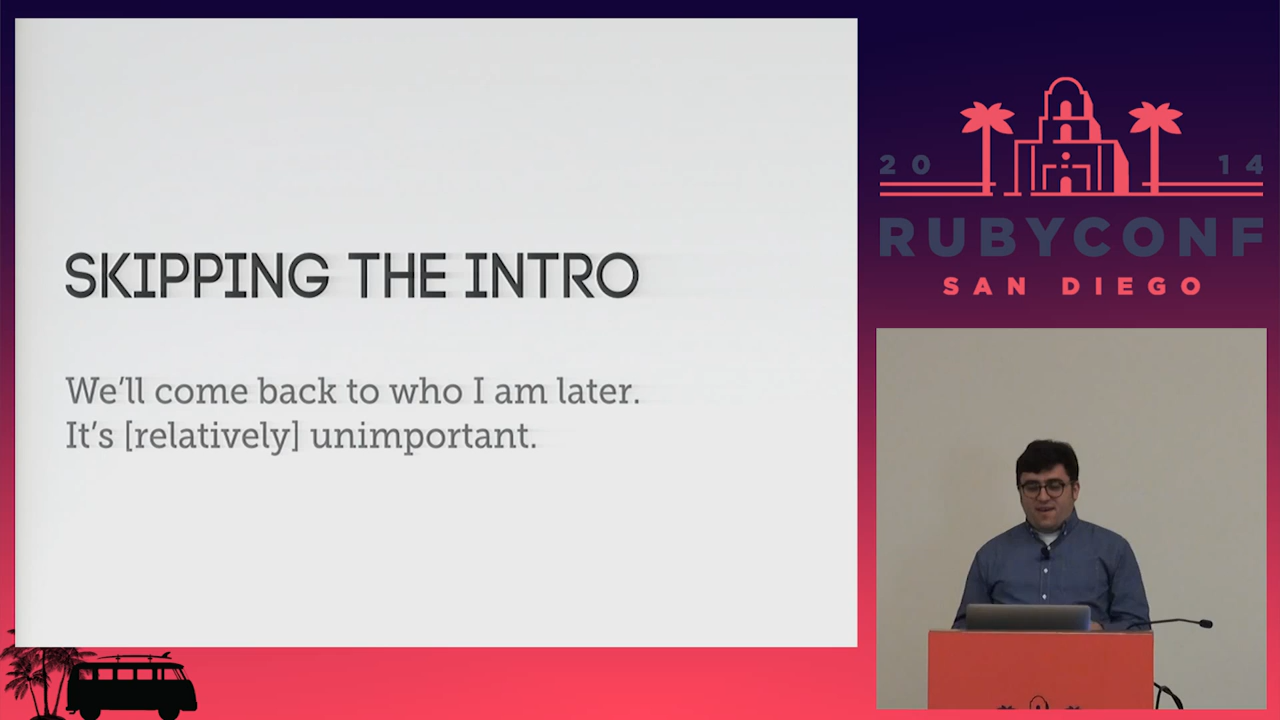 SKIPPING THE INTRO
We'll come back to who I am later.
It's [relatively] unimportant.
20 14
RUBYCONF
SAN DIEGO